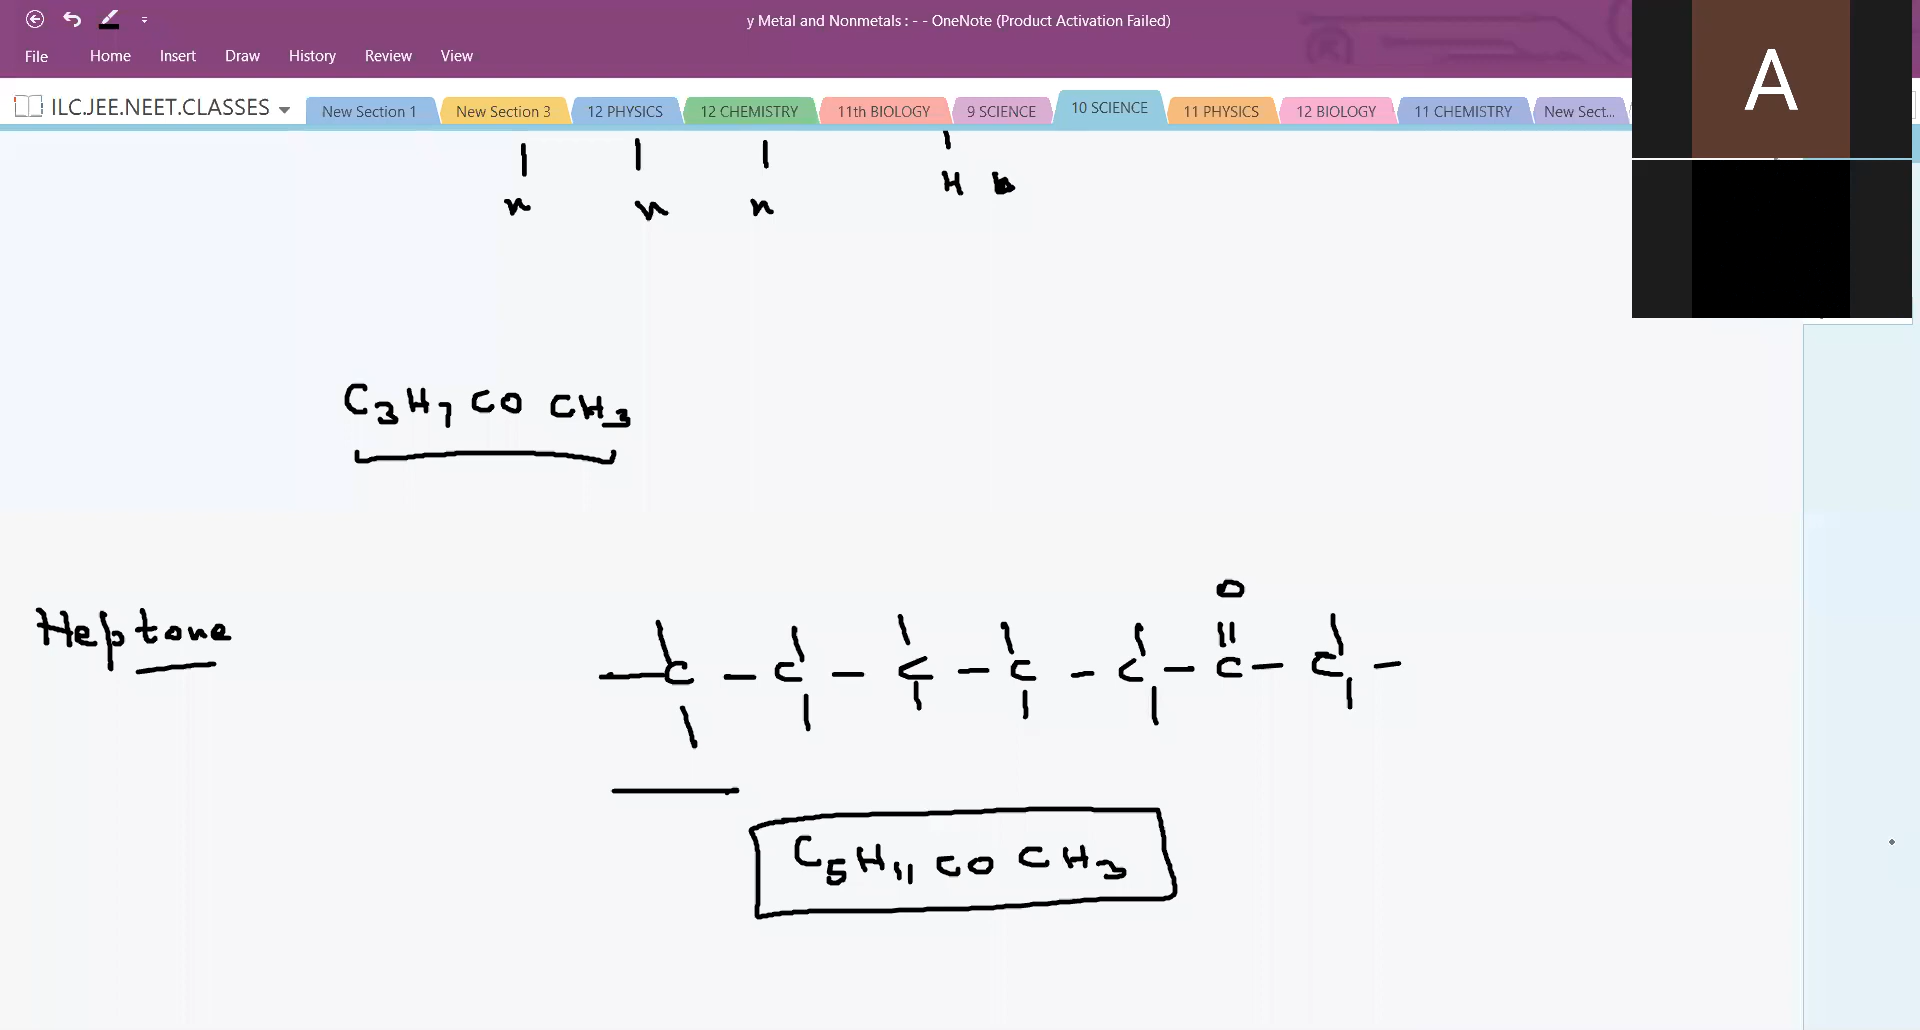 y Metal and Nonmetals : - - OneNote (Product Activation Failed)
File Home Insert Draw History Review View
ILC.JEE.NEET.CLASSES New Section 1 New Section 3 12 PHYSICS 12 CHEMISTRY 11th BIOLOGY 9 SCIENCE 10 SCIENCE 11 PHYSICS 12 BIOLOGY 11 CHEMISTRY New Sect...
A
H
n n n
C3H7 CO CH3
O
Heptone
C - C - C - C - C - C - C -
C5H11 CO CH3